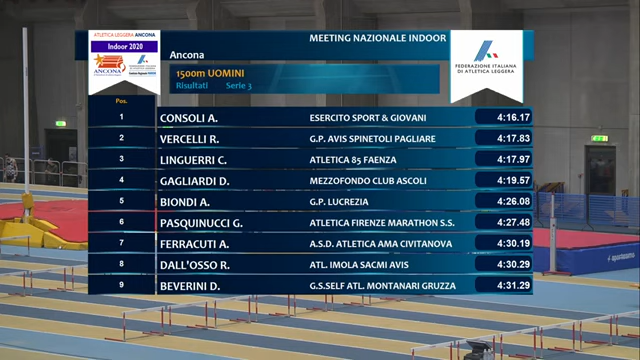 ATLETICA LEGGERA ANCONA
Indoor 2020
ANCONA
MEETING NAZIONALE INDOOR
Ancona
1500m UOMINI
Risultati Serie 3
FEDERAZIONE ITALIANA
DI ATLETICA LEGGERA
Pos.
1 CONSOLI A. ESERCITO SPORT & GIOVANI 4:16.17
2 VERCELLI R. G.P. AVIS SPINETOLI PAGLIARE 4:17.83
3 LINGUERRI C. ATLETICA 85 FAENZA 4:17.97
4 GAGLIARDI D. MEZZOFONDO CLUB ASCOLI 4:19.57
5 BIONDI A. G.P. LUCREZIA 4:26.08
6 PASQUINUCCI G. ATLETICA FIRENZE MARATHON S.S. 4:27.48
7 FERRACUTI A. A.S.D. ATLETICA AMA CIVITANOVA 4:30.19
8 DALL'OSSO R. ATL. IMOLA SACMI AVIS 4:30.29
9 BEVERINI D. G.S.SELF ATL. MONTANARI GRUZZA 4:31.29